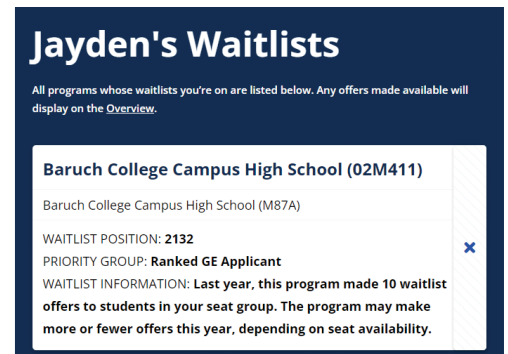 Jayden's Waitlists
All programs whose waitlists you're on are listed below. Any offers made available will
display on the Overview.
Baruch College Campus High School (02M411)
Baruch College Campus High School (M87A)
WAITLIST POSITION: 2132
PRIORITY GROUP: Ranked GE Applicant
WAITLIST INFORMATION: Last year, this program made 10 waitlist
offers to students in your seat group. The program may make
more or fewer offers this year, depending on seat availability.